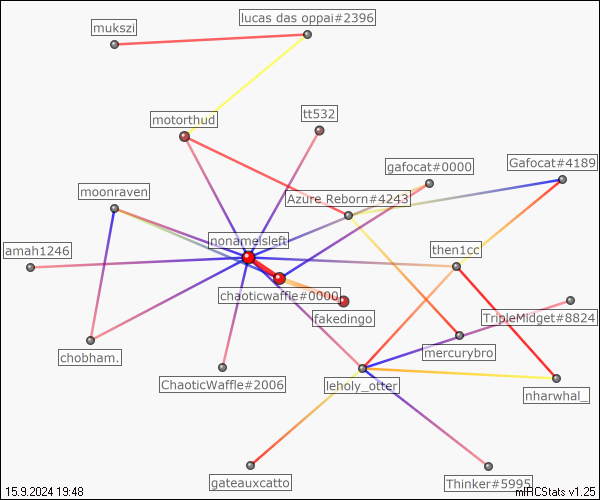 lucas das oppai#2396
mukszi
tt532
motorthud
gafocat#0000
Gafocat#4189
moonraven
Azure Reborn#4243
nonameisleft
amah1246
then1cc
chaoticwaffle#0000
fakedingo
TripleMidget#8824
chobham.
mercurybro
ChaoticWaffle#2006
leholy_otter
nharwhal_
gateauxcatto
Thinker#5995
15.9.2024 19:48
mIRCStats v1.25